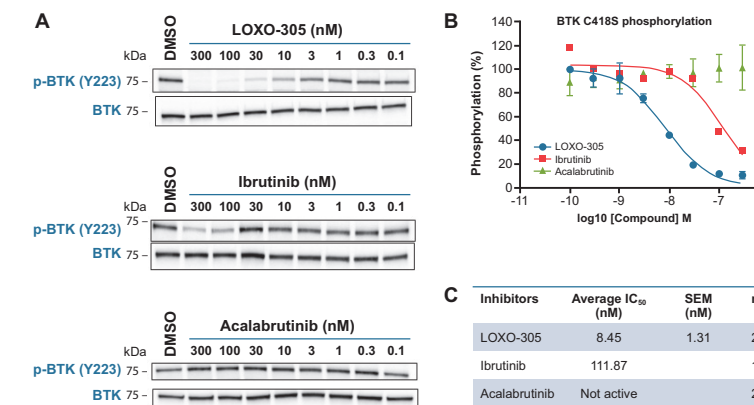 A
LOXO-305 (nM)
DMSO
kDa
300 100 30 10 3 1 0.3 0.1
p-BTK (Y223) 75 –
BTK 75 –
Ibrutinib (nM)
DMSO
kDa
300 100 30 10 3 1 0.3 0.1
75 –
p-BTK (Y223)
BTK 75 –
Acalabrutinib (nM)
DMSO
kDa
300 100 30 10 3 1 0.3 0.1
p-BTK (Y223) 75 –
BTK 75 –
B
BTK C418S phosphorylation
Phosphorylation (%)
140
120
100
80
60
40
20
0
LOXO-305
Ibrutinib
Acalabrutinib
-11 -10 -9 -8 -7
log10 [Compound] M
C
Inhibitors Average IC₅₀ (nM) SEM (nM)
LOXO-305 8.45 1.31
Ibrutinib 111.87
Acalabrutinib Not active